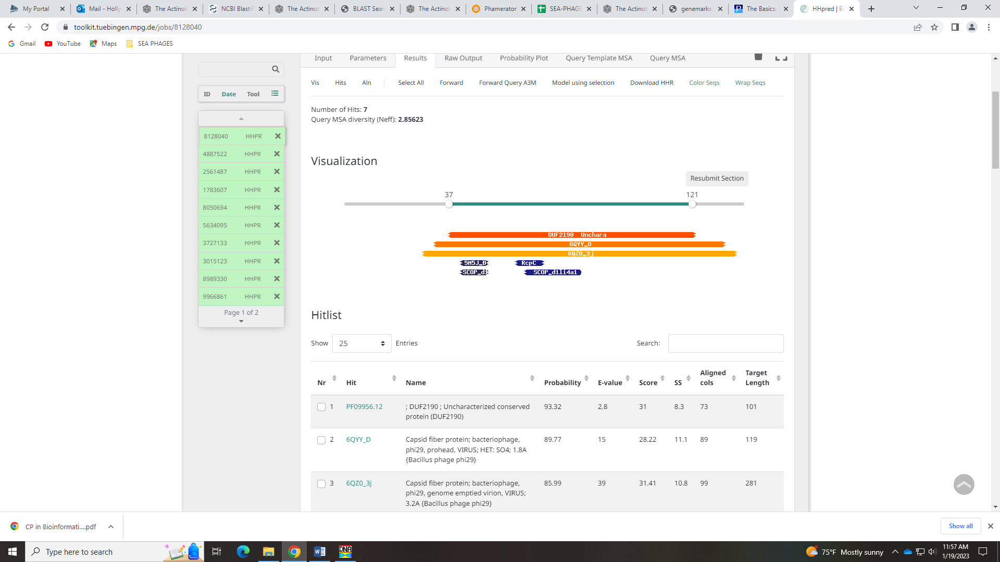 My Portal
Mail - Holly
The Actinob
NCBI Blast:P
The Actinob
BLAST Sear
The Actinob
Phamerator
SEA-PHAGE
The Actinob
genemarks.
The Basics:
HHpred | Bi
toolkit.tuebingen.mpg.de/jobs/8128040
Gmail
YouTube
Maps
SEA PHAGES
Input
Parameters
Results
Raw Output
Probability Plot
Query Template MSA
Query MSA
Vis
Hits
Aln
Select All
Forward
Forward Query A3M
Model using selection
Download HHR
Color Seqs
Wrap Seqs
ID Date Tool
8128040 HHPR
4887522 HHPR
2561487 HHPR
1783607 HHPR
8050694 HHPR
5634095 HHPR
3727133 HHPR
3015123 HHPR
8989330 HHPR
9966861 HHPR
Page 1 of 2
Number of Hits: 7
Query MSA diversity (Neff): 2.85623
Visualization
Resubmit Section
37 121
DUF2190 Unchara
6QYY_D
6QZ0_3j
5M5J_B RcpC
SCOP_d1 SCOP_d1li4a1
Hitlist
Show 25 Entries
Search:
Nr Hit Name Probability E-value Score SS Aligned cols Target Length
1 PF09956.12 ; DUF2190 ; Uncharacterized conserved 93.32 2.8 31 8.3 73 101
protein (DUF2190)
2 6QYY_D Capsid fiber protein; bacteriophage, 89.77 15 28.22 11.1 89 119
phi29, prohead, VIRUS; HET: SO4; 1.8A
{Bacillus phage phi29}
3 6QZ0_3j Capsid fiber protein; bacteriophage, 85.99 39 31.41 10.8 99 281
phi29, genome emptied virion, VIRUS;
3.2A {Bacillus phage phi29}
CP in Bioinformati....pdf
Show all
Type here to search
DNA
75°F Mostly sunny
11:57 AM
1/19/2023